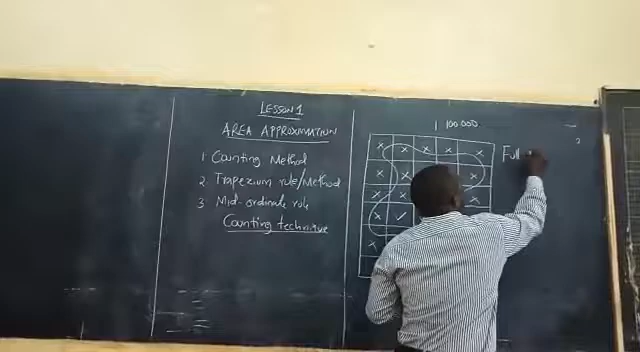 LESSON 1
AREA APPROXIMATION
1 Counting Method
2. Trapezium rule/Method
3 Mid-ordinate rule
Counting technique
1 100 000
Full